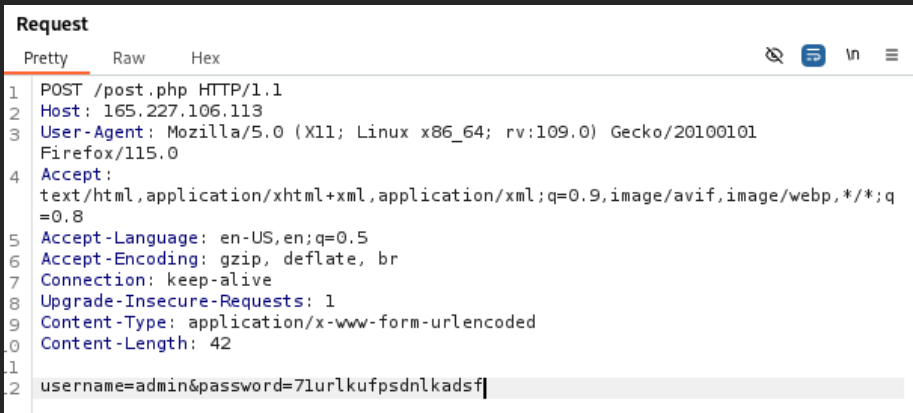 Request
Pretty Raw Hex \n
1 POST /post.php HTTP/1.1
2 Host: 165.227.106.113
3 User-Agent: Mozilla/5.0 (X11; Linux x86_64; rv:109.0) Gecko/20100101
Firefox/115.0
4 Accept:
text/html,application/xhtml+xml,application/xml;q=0.9,image/avif,image/webp,*/*;q
=0.8
5 Accept-Language: en-US,en;q=0.5
6 Accept-Encoding: gzip, deflate, br
7 Connection: keep-alive
8 Upgrade-Insecure-Requests: 1
9 Content-Type: application/x-www-form-urlencoded
.0 Content-Length: 42
.1
.2 username=admin&password=71urlkufpsdnlkadsf